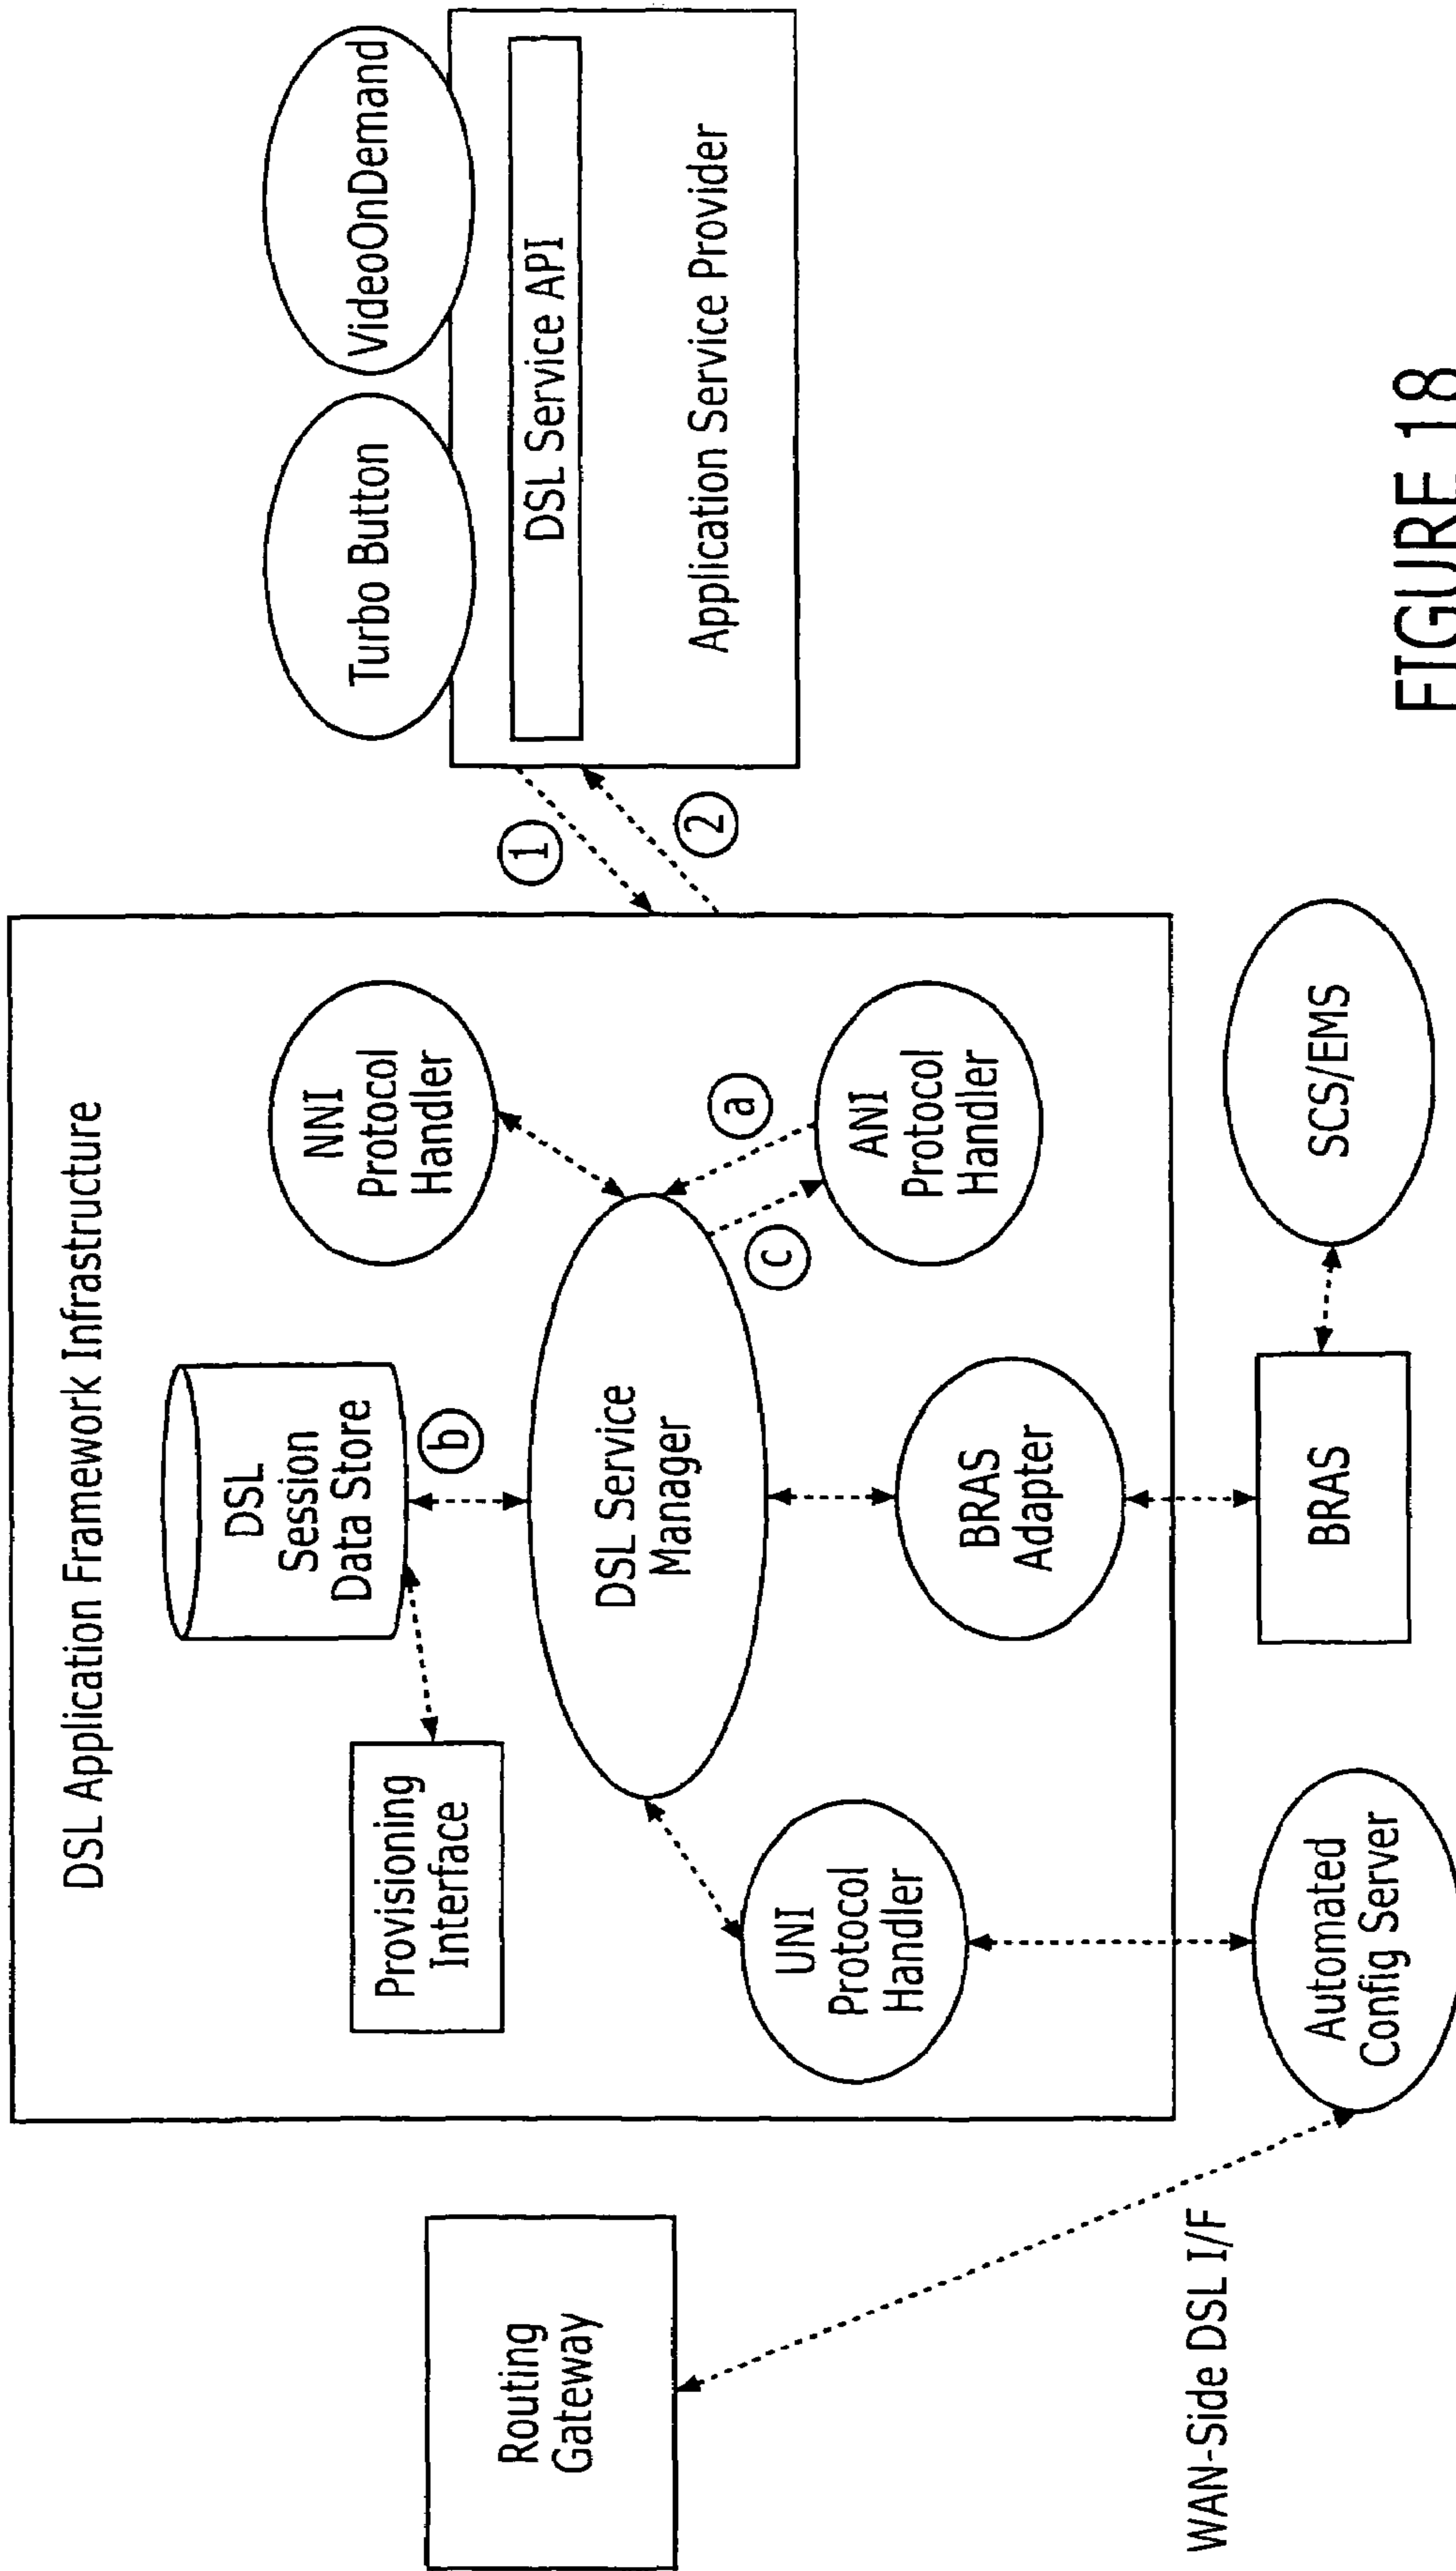 DSL Application Framework Infrastructure
Routing
Gateway
WAN-Side DSL I/F
Provisioning
Interface
DSL
Session
Data Store
b
NNI
Protocol
Handler
DSL Service
Manager
UNI
Protocol
Handler
BRAS
Adapter
c
a
ANI
Protocol
Handler
Automated
Config Server
BRAS
SCS/EMS
1
2
Turbo Button
VideoOnDemand
DSL Service API
Application Service Provider
FIGURE 18